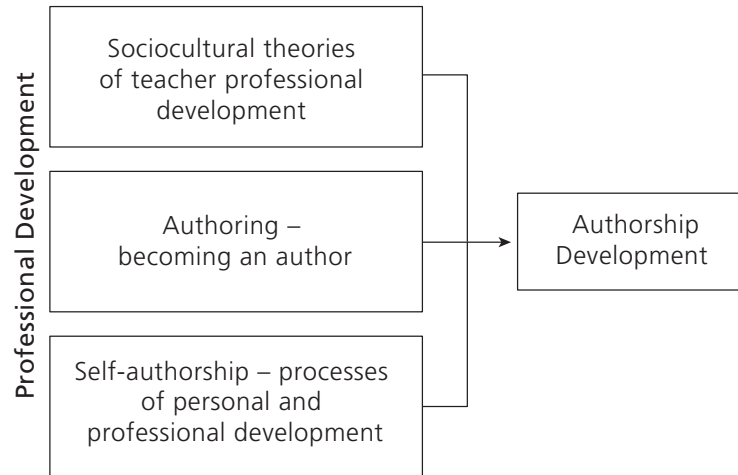 Professional Development
Sociocultural theories
of teacher professional
development
Authoring –
becoming an author
Self-authorship – processes
of personal and
professional development
Authorship
Development